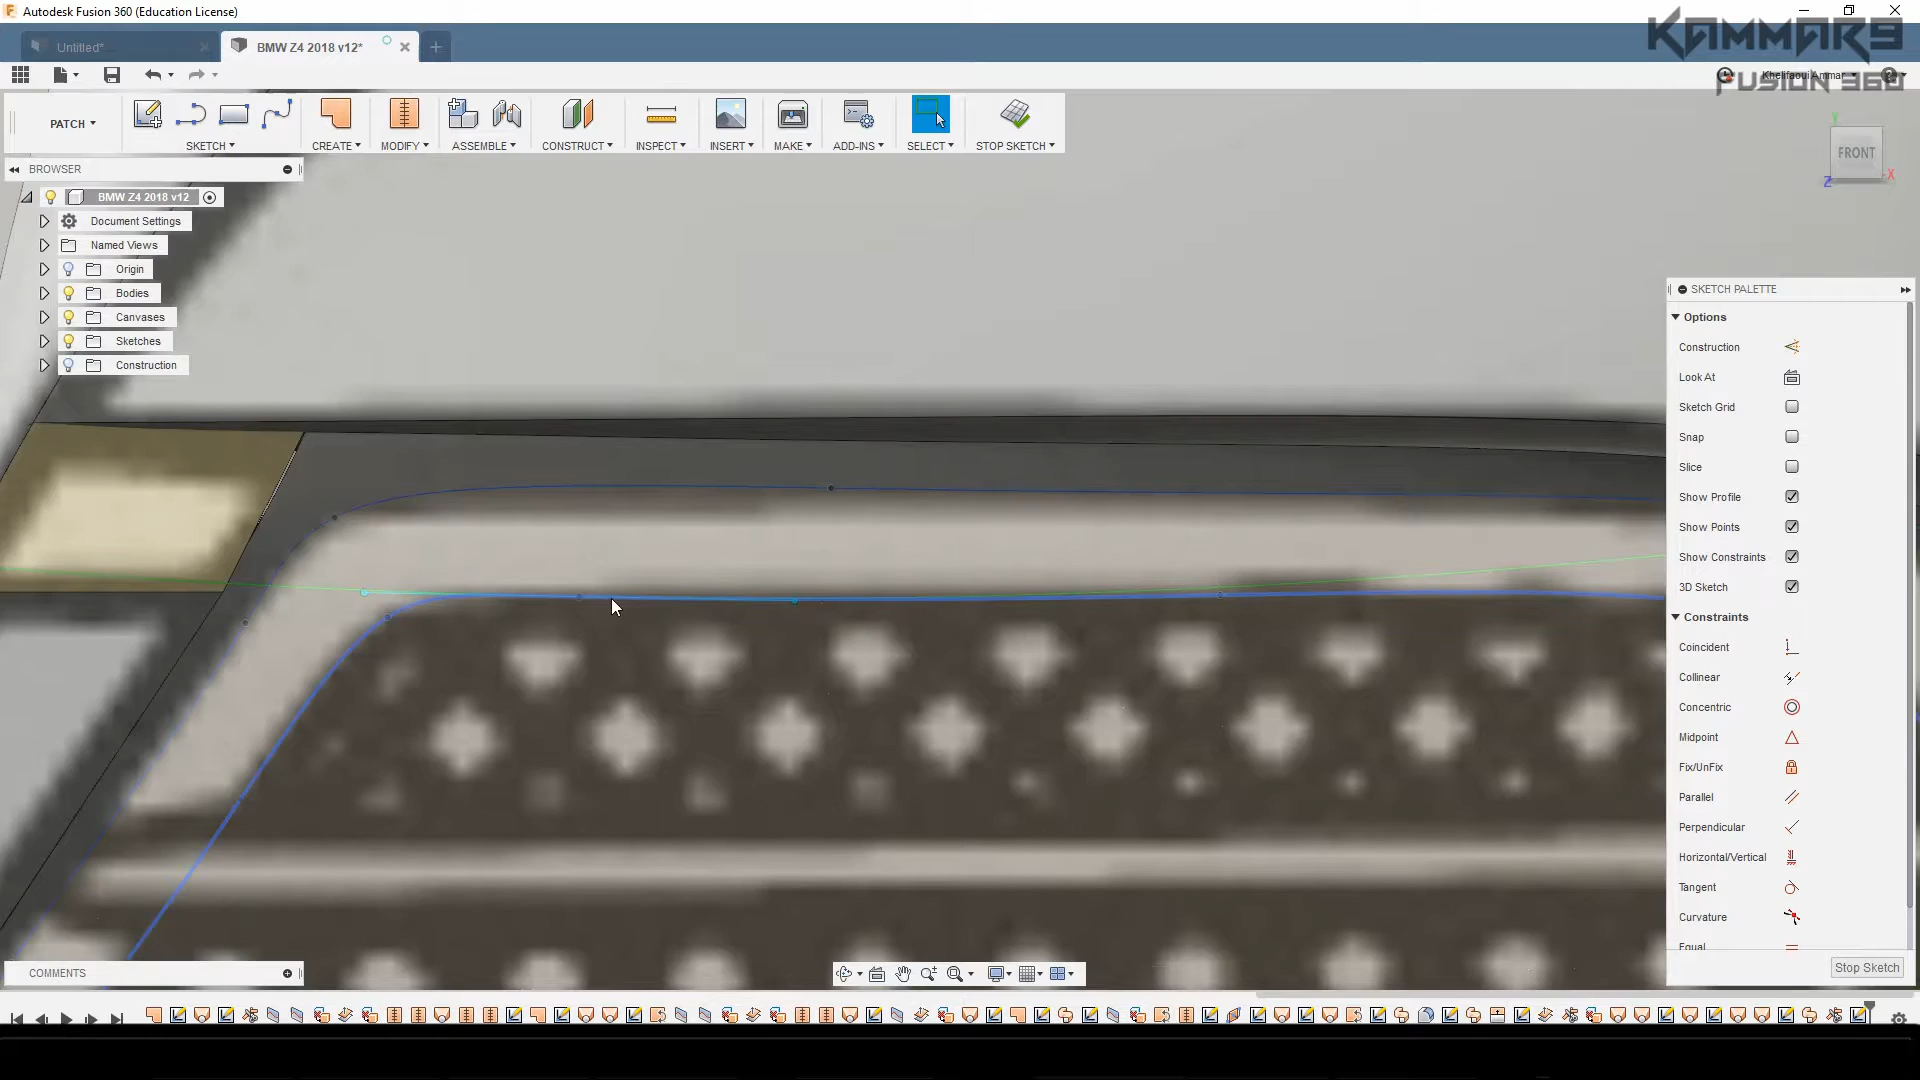 Autodesk Fusion 360 (Education License)
KAMMAR9
FUSION 360
Untitled*
BMW Z4 2018 v12*
Khelifaoui Ammar
PATCH
SKETCH
CREATE
MODIFY
ASSEMBLE
CONSTRUCT
INSPECT
INSERT
MAKE
ADD-INS
SELECT
STOP SKETCH
BROWSER
BMW Z4 2018 v12
Document Settings
Named Views
Origin
Bodies
Canvases
Sketches
Construction
Y
FRONT
Z
X
SKETCH PALETTE
Options
Construction
Look At
Sketch Grid
Snap
Slice
Show Profile
Show Points
Show Constraints
3D Sketch
Constraints
Coincident
Collinear
Concentric
Midpoint
Fix/UnFix
Parallel
Perpendicular
Horizontal/Vertical
Tangent
Curvature
Equal
Stop Sketch
COMMENTS